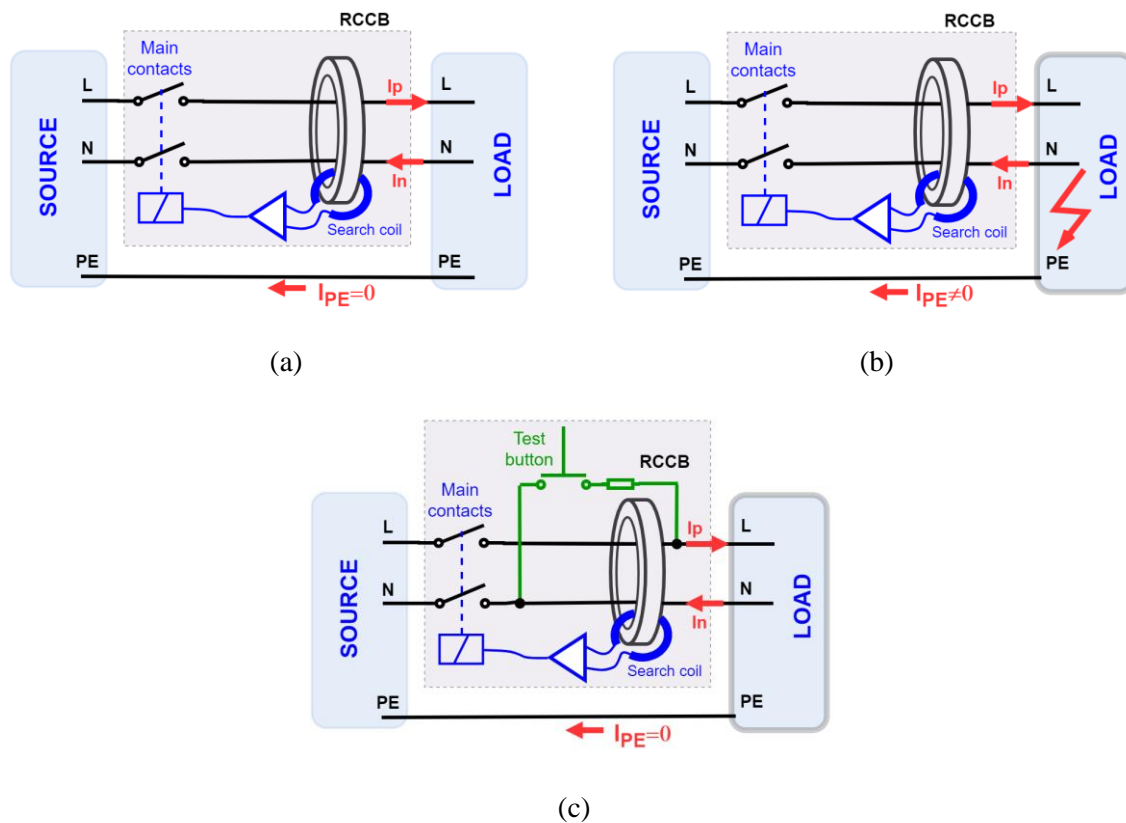 RCCB
Main
contacts
SOURCE
L
N
PE
Ip
In
Search coil
L
N
PE
LOAD
IPE=0
(a)
RCCB
Main
contacts
SOURCE
L
N
PE
Ip
In
Search coil
L
N
PE
LOAD
IPE≠0
(b)
Test
button
RCCB
Main
contacts
SOURCE
L
N
PE
Ip
In
Search coil
L
N
PE
LOAD
IPE=0
(c)